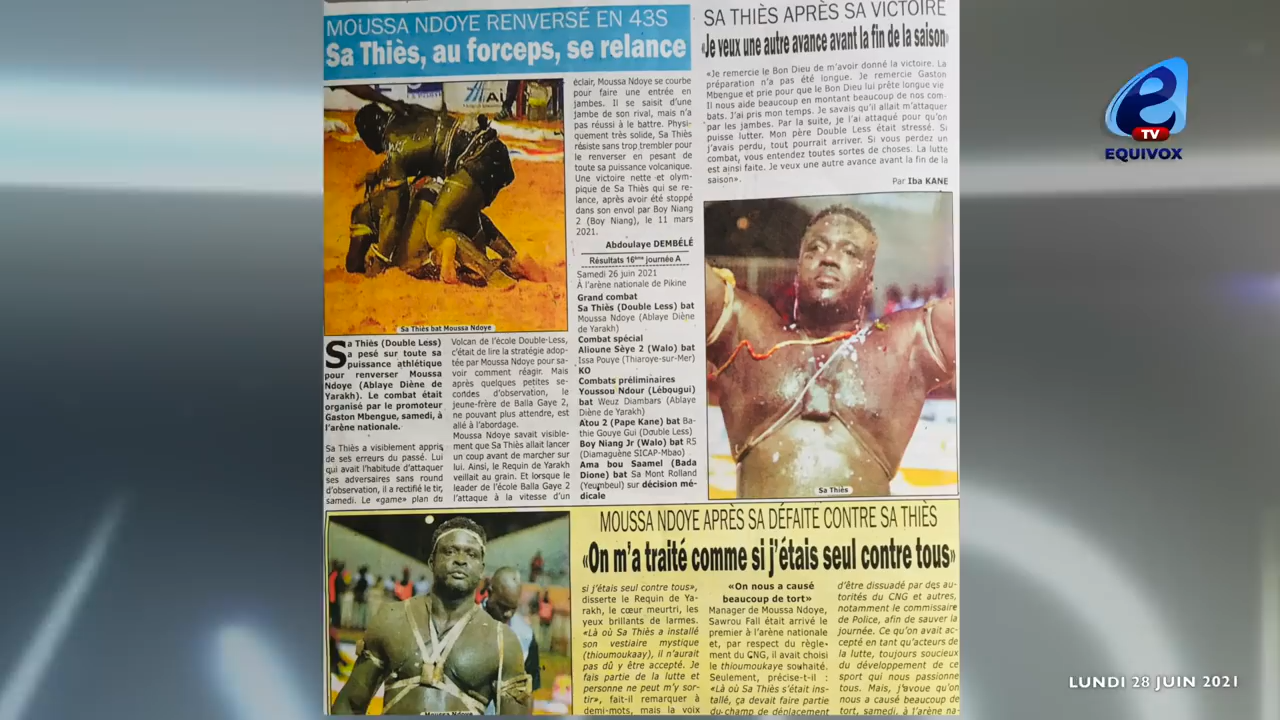 MOUSSA NDOYE RENVERSÉ EN 43S
Sa Thiès, au forceps, se relance
Sa Thiès bat Moussa Ndoye
Sa Thiès (Double Less)
a pesé sur toute sa
puissance athlétique
pour renverser Moussa
Ndoye (Ablaye Diène de
Yarakh). Le combat était
organisé par le promoteur
Gaston Mbengue, samedi, à
l'arène nationale.
Sa Thiès a visiblement appris
de ses erreurs du passé. Lui
qui avait l'habitude d'attaquer
ses adversaires sans round
d'observation, il a rectifié le tir,
samedi. Le «game» plan du
Volcan de l'école Double-Less,
c'était de lire la stratégie adop-
tée par Moussa Ndoye pour sa-
voir comment réagir. Mais
après quelques petites se-
condes d'observation, le
jeune-frère de Balla Gaye 2,
ne pouvant plus attendre, est
allé à l'abordage.
Moussa Ndoye savait visible-
ment que Sa Thiès allait lancer
un coup avant de marcher sur
lui. Ainsi, le Requin de Yarakh
veillait au grain. Et lorsque le
leader de l'école Balla Gaye 2
l'attaque à la vitesse d'un
éclair, Moussa Ndoye se courbe
pour faire une entrée en
jambes. Il se saisit d'une
jambe de son rival, mais n'a
pas réussi à le battre. Physi-
quement très solide, Sa Thiès
résiste sans trop trembler pour
le renverser en pesant de
toute sa puissance volcanique.
Une victoire nette et olym-
pique de Sa Thiès qui se re-
lance, après avoir été stoppé
dans son envol par Boy Niang
2 (Boy Niang), le 11 mars
2021.
Abdoulaye DEMBÉLÉ
Résultats 16ème journée A
Samedi 26 juin 2021
À l'arène nationale de Pikine
Grand combat
Sa Thiès (Double Less) bat
Moussa Ndoye (Ablaye Diène
de Yarakh)
Combat spécial
Alioune Sèye 2 (Walo) bat
Issa Pouye (Thiaroye-sur-Mer)
KO
Combats préliminaires
Youssou Ndour (Lébougui)
bat Weuz Diambars (Ablaye
Diène de Yarakh)
Atou 2 (Pape Kane) bat Ba-
thie Gouye Gui (Double Less)
Boy Niang Jr (Walo) bat R5
(Diamaguène SICAP-Mbao)
Ama bou Saamel (Bada
Dione) bat Sa Mont Rolland
(Yeumbeul) sur décision mé-
dicale
SA THIÈS APRÈS SA VICTOIRE
«Je veux une autre avance avant la fin de la saison»
«Je remercie le Bon Dieu de m'avoir donné la victoire. La
préparation n'a pas été longue. Je remercie Gaston
Mbengue et prie pour que le Bon Dieu lui prête longue vie.
Il nous aide beaucoup en montant beaucoup de nos com-
bats. J'ai pris mon temps. Je savais qu'il allait m'attaquer
par les jambes. Par la suite, je l'ai attaqué pour qu'on
puisse lutter. Mon père Double Less était stressé. Si
j'avais perdu, tout pourrait arriver. Si vous perdez un
combat, vous entendez toutes sortes de choses. La lutte
est ainsi faite. Je veux une autre avance avant la fin de la
saison».
Par Iba KANE
Sa Thiès
MOUSSA NDOYE APRÈS SA DÉFAITE CONTRE SA THIÈS
«On m'a traité comme si j'étais seul contre tous»
si j'étais seul contre tous»,
disserte le Requin de Ya-
rakh, le cœur meurtri, les
yeux brillants de larmes.
«Là où Sa Thiès a installé
son vestiaire mystique
(thioumoukaay), il n'aurait
pas dû y être accepté. Je
fais partie de la lutte et
personne ne peut m'y sor-
tir», fait-il remarquer à
demi-mots, mais la voix
«On nous a causé
beaucoup de tort»
Manager de Moussa Ndoye,
Sawrou Fall était arrivé le
premier à l'arène nationale
et, par respect du règle-
ment du CNG, il avait choisi
le thioumoukaye souhaité.
Seulement, précise-t-il :
«Là où Sa Thiès s'était ins-
tallé, ça devait faire partie
du champ de déplacement
d'être dissuadé par des au-
torités du CNG et autres,
notamment le commissaire
de Police, afin de sauver la
journée. Ce qu'on avait ac-
cepté en tant qu'acteurs de
la lutte, toujours soucieux
du développement de ce
sport qui nous passionne
tous. Mais, j'avoue qu'on
nous a causé beaucoup de
tort, samedi, à l'arène na-
Moussa Ndoye
e
TV
EQUIVOX
LUNDI 28 JUIN 2021